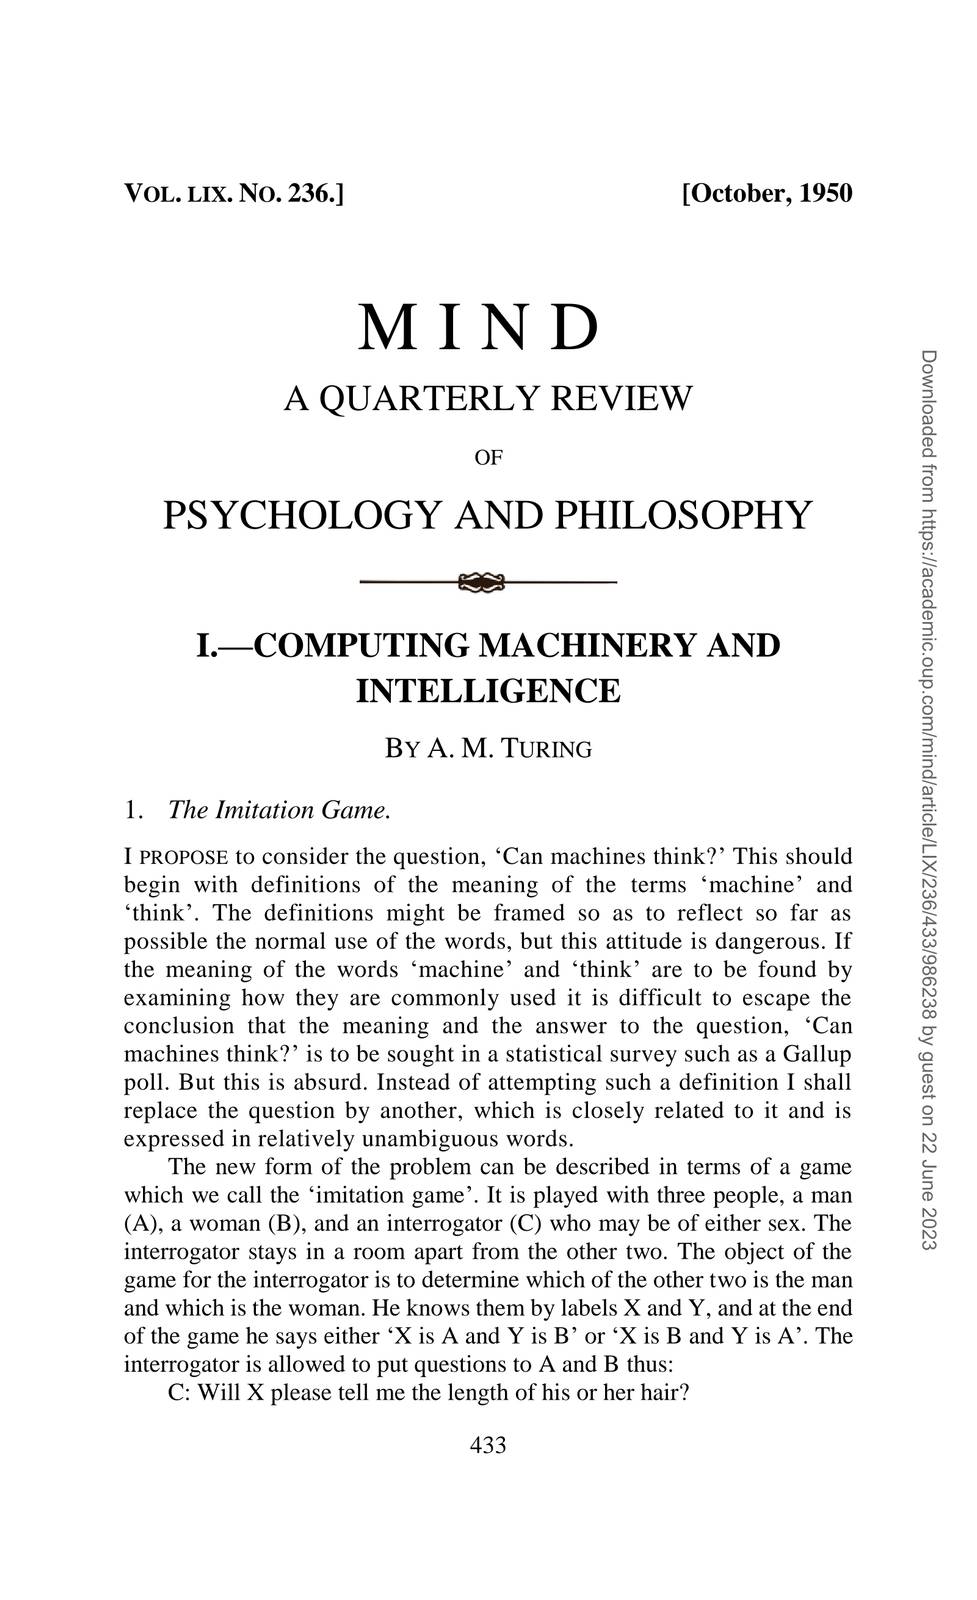 VOL. LIX. NO. 236.] [October, 1950
MIND
A QUARTERLY REVIEW
OF
PSYCHOLOGY AND PHILOSOPHY
I.—COMPUTING MACHINERY AND
INTELLIGENCE
BY A. M. TURING
1. The Imitation Game.
I PROPOSE to consider the question, ‘Can machines think?’ This should
begin with definitions of the meaning of the terms ‘machine’ and
‘think’. The definitions might be framed so as to reflect so far as
possible the normal use of the words, but this attitude is dangerous. If
the meaning of the words ‘machine’ and ‘think’ are to be found by
examining how they are commonly used it is difficult to escape the
conclusion that the meaning and the answer to the question, ‘Can
machines think?’ is to be sought in a statistical survey such as a Gallup
poll. But this is absurd. Instead of attempting such a definition I shall
replace the question by another, which is closely related to it and is
expressed in relatively unambiguous words.
The new form of the problem can be described in terms of a game
which we call the ‘imitation game’. It is played with three people, a man
(A), a woman (B), and an interrogator (C) who may be of either sex. The
interrogator stays in a room apart from the other two. The object of the
game for the interrogator is to determine which of the other two is the man
and which is the woman. He knows them by labels X and Y, and at the end
of the game he says either ‘X is A and Y is B’ or ‘X is B and Y is A’. The
interrogator is allowed to put questions to A and B thus:
C: Will X please tell me the length of his or her hair?
433
Downloaded from https://academic.oup.com/mind/article/LIX/236/433/986238 by guest on 22 June 2023